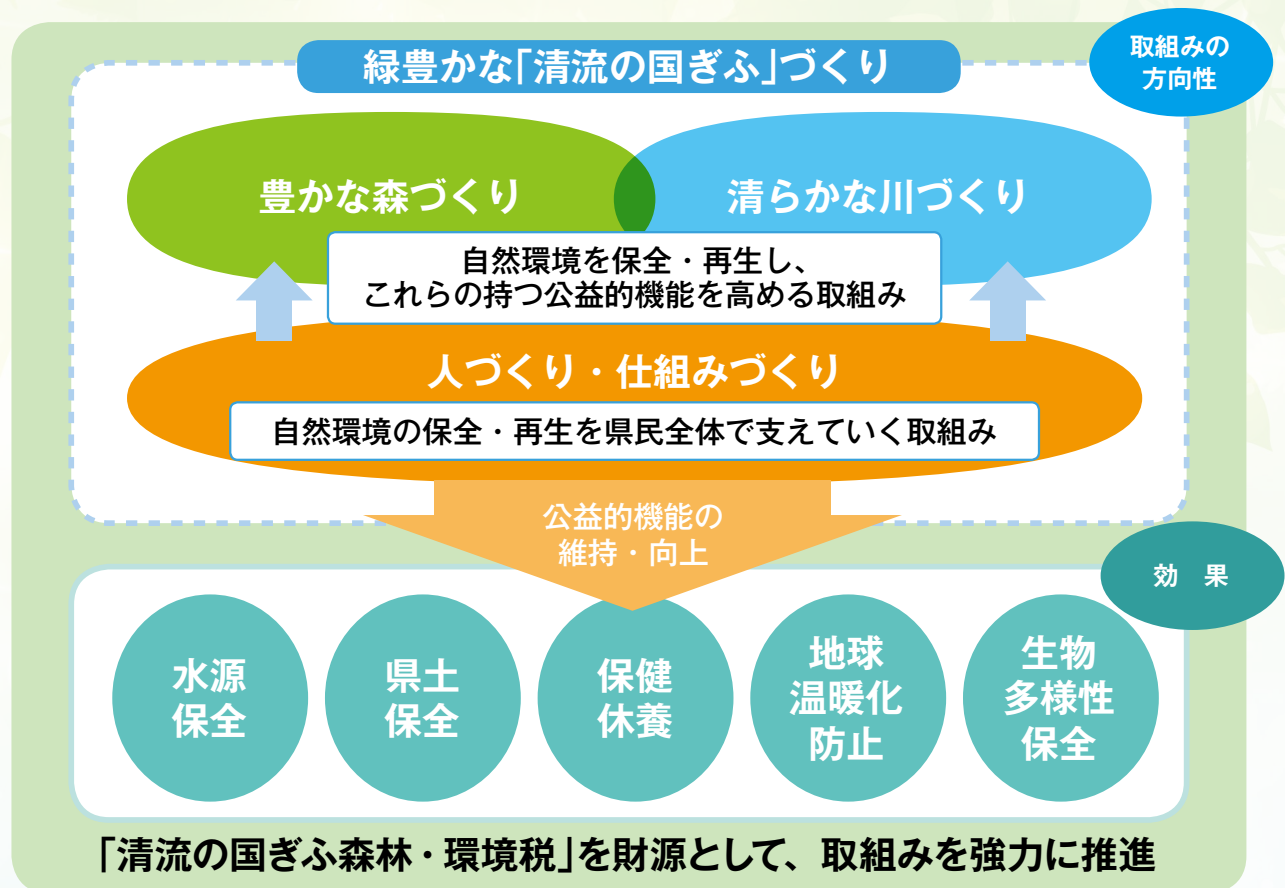 緑豊かな「清流の国ぎふ」づくり
取組みの
方向性
豊かな森づくり
清らかな川づくり
自然環境を保全・再生し、
これらの持つ公益的機能を高める取組み
人づくり・仕組みづくり
自然環境の保全・再生を県民全体で支えていく取組み
公益的機能の
維持・向上
効　果
水源
保全
県土
保全
保健
休養
地球
温暖化
防止
生物
多様性
保全
「清流の国ぎふ森林・環境税」を財源として、取組みを強力に推進